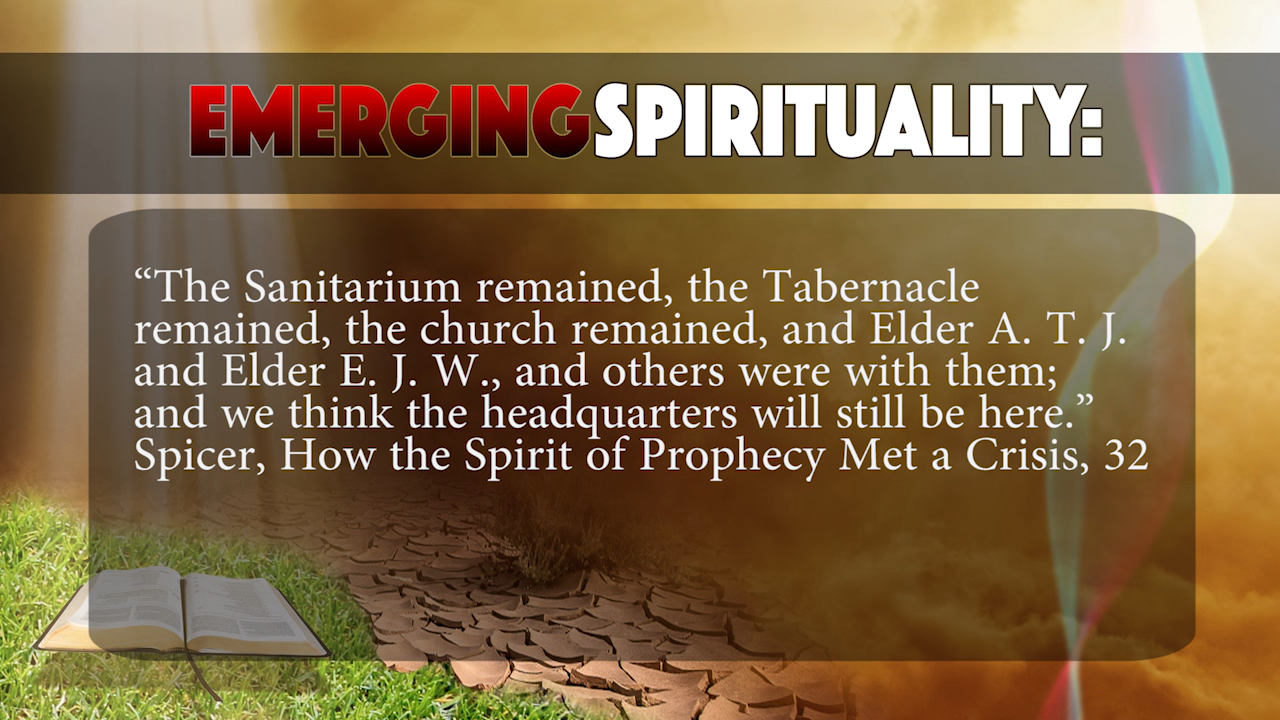 EMERGINGSPIRITUALITY:
“The Sanitarium remained, the Tabernacle
remained, the church remained, and Elder A. T. J.
and Elder E. J. W., and others were with them;
and we think the headquarters will still be here.”
Spicer, How the Spirit of Prophecy Met a Crisis, 32